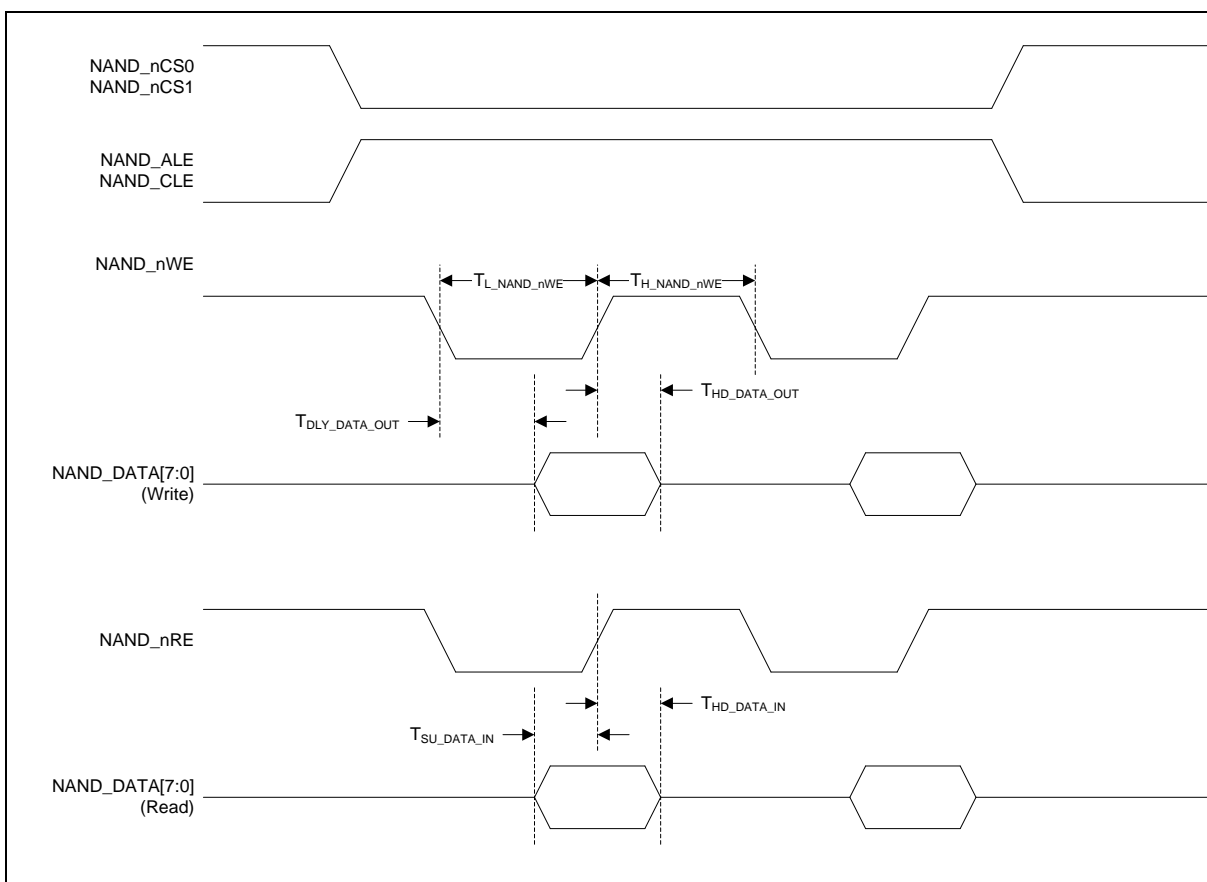 NAND_nCS0
NAND_nCS1
NAND_ALE
NAND_CLE
NAND_nWE
TL_NAND_nWE
TH_NAND_nWE
THD_DATA_OUT
TDLY_DATA_OUT
NAND_DATA[7:0]
(Write)
NAND_nRE
THD_DATA_IN
TSU_DATA_IN
NAND_DATA[7:0]
(Read)